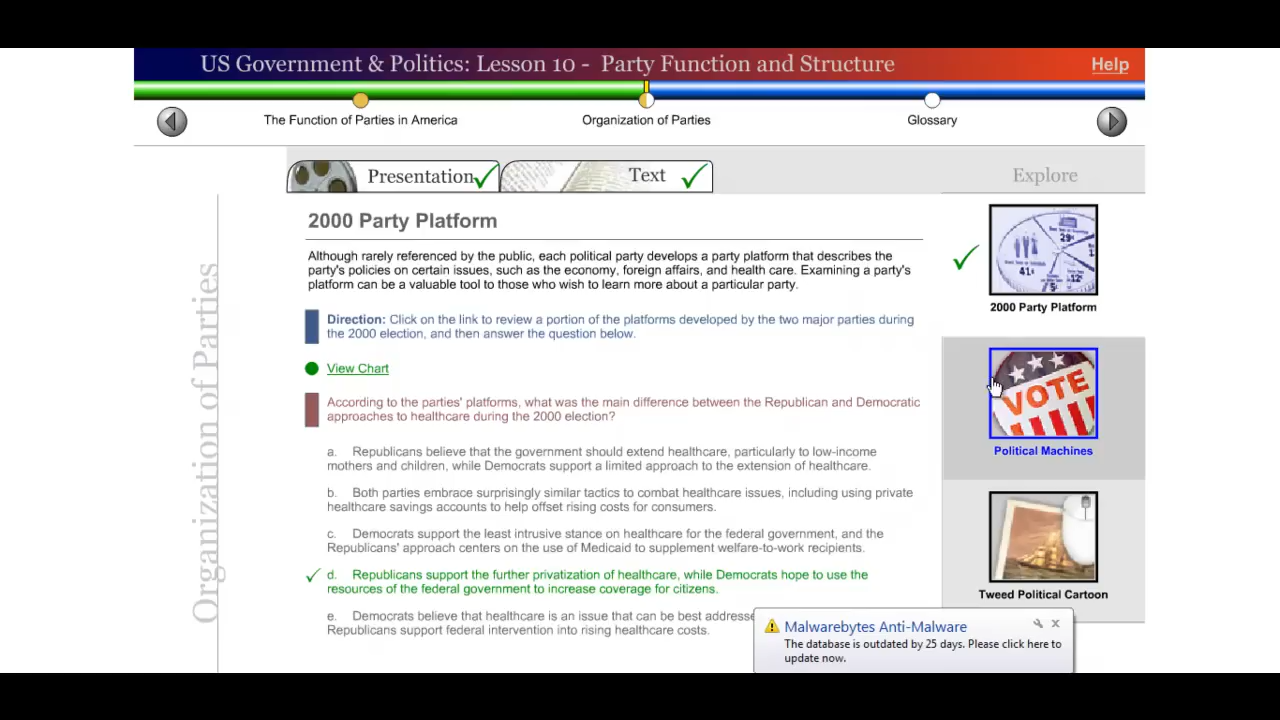 US Government & Politics: Lesson 10 - Party Function and Structure
Help
The Function of Parties in America
Organization of Parties
Glossary
Presentation
Text
Explore
Organization of Parties
2000 Party Platform
Although rarely referenced by the public, each political party develops a party platform that describes the
party's policies on certain issues, such as the economy, foreign affairs, and health care. Examining a party's
platform can be a valuable tool to those who wish to learn more about a particular party.
Direction: Click on the link to review a portion of the platforms developed by the two major parties during
the 2000 election, and then answer the question below.
View Chart
According to the parties' platforms, what was the main difference between the Republican and Democratic
approaches to healthcare during the 2000 election?
a. Republicans believe that the government should extend healthcare, particularly to low-income
mothers and children, while Democrats support a limited approach to the extension of healthcare.
b. Both parties embrace surprisingly similar tactics to combat healthcare issues, including using private
healthcare savings accounts to help offset rising costs for consumers.
c. Democrats support the least intrusive stance on healthcare for the federal government, and the
Republicans' approach centers on the use of Medicaid to supplement welfare-to-work recipients.
d. Republicans support the further privatization of healthcare, while Democrats hope to use the
resources of the federal government to increase coverage for citizens.
e. Democrats believe that healthcare is an issue that can be best addresse
Republicans support federal intervention into rising healthcare costs.
29¢
41¢
12¢
5¢
2000 Party Platform
VOTE
Political Machines
Tweed Political Cartoon
Malwarebytes Anti-Malware
The database is outdated by 25 days. Please click here to
update now.